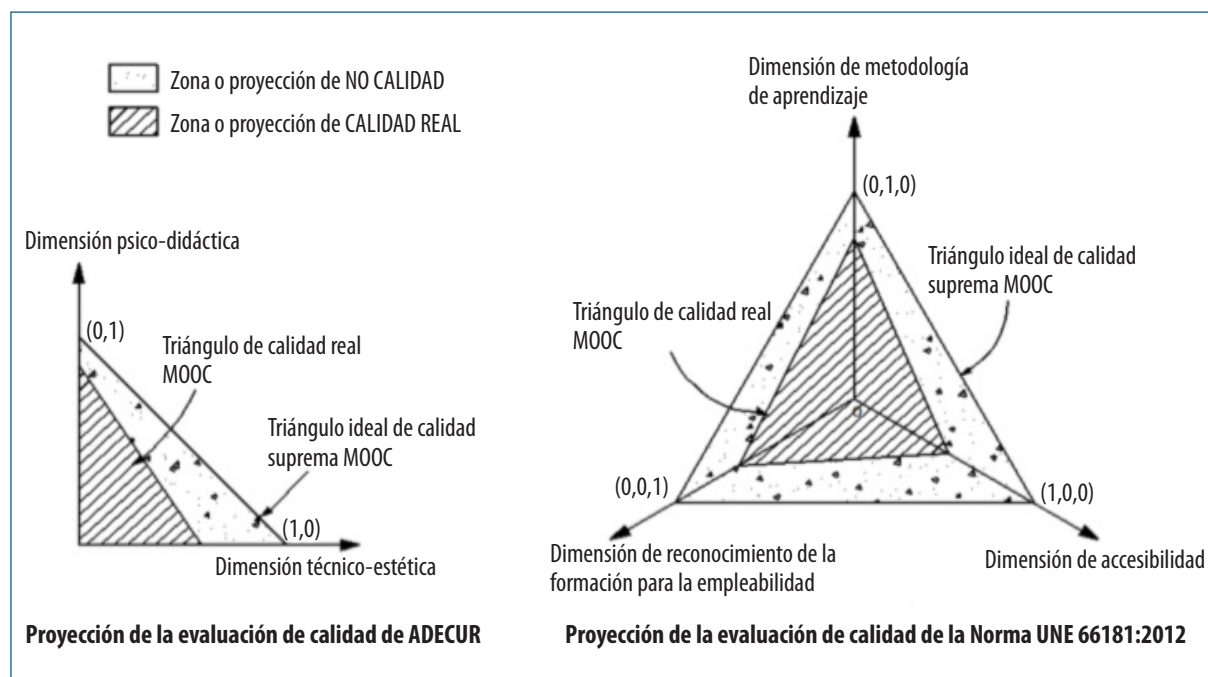 Zona o proyección de NO CALIDAD
Zona o proyección de CALIDAD REAL
Dimensión psico-didáctica
(0,1)
Triángulo de calidad real
MOOC
Triángulo ideal de calidad
suprema MOOC
(1,0)
Dimensión técnico-estética
Proyección de la evaluación de calidad de ADECUR
Dimensión de metodología
de aprendizaje
(0,1,0)
Triángulo ideal de calidad
suprema MOOC
Triángulo de calidad real
MOOC
o
(0,0,1)
(1,0,0)
Dimensión de reconocimiento de la
formación para la empleabilidad
Dimensión de accesibilidad
Proyección de la evaluación de calidad de la Norma UNE 66181:2012